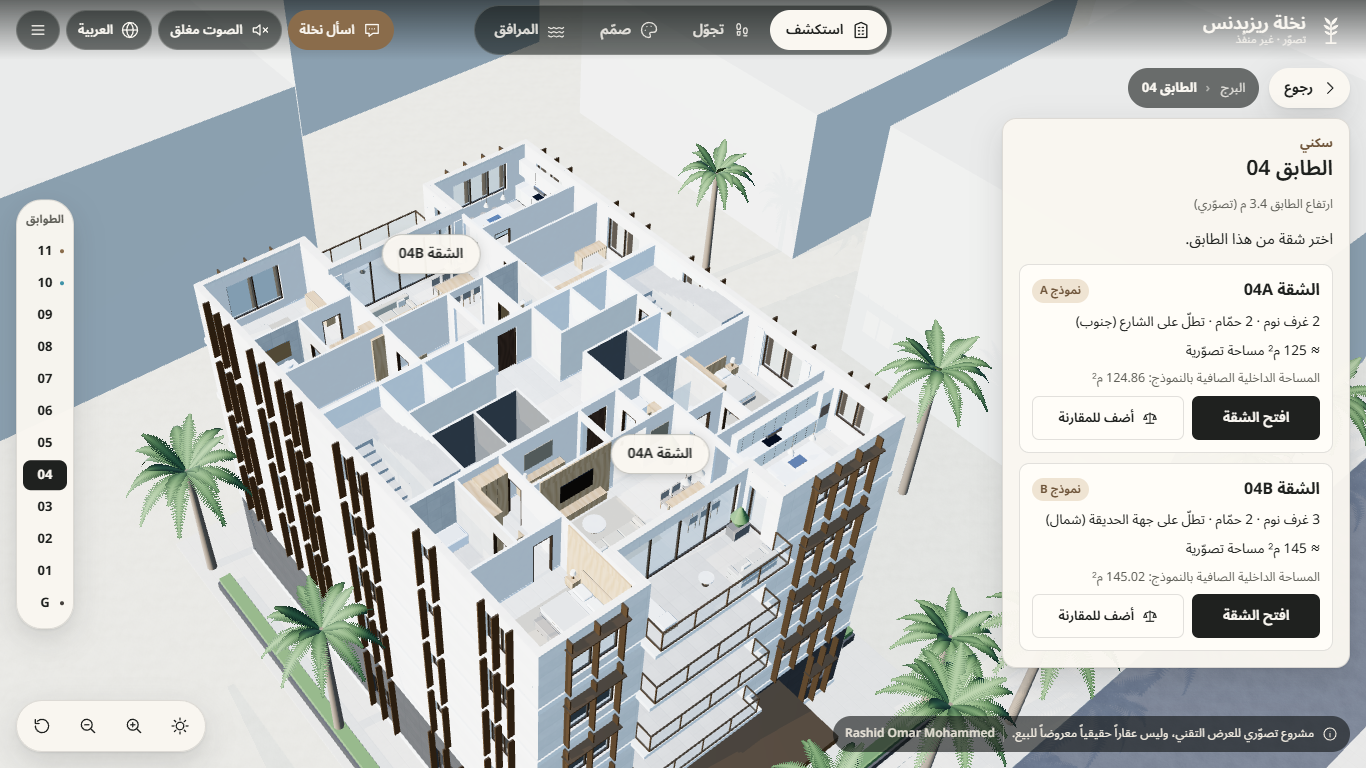 نخلة ريزيدنس
تصوّر · غير منفّذ
استكشف
تجوّل
صمّم
المرافق
اسأل نخلة
الصوت مغلق
العربية
رجوع
البرج › الطابق 04
سكني
الطابق 04
ارتفاع الطابق 3.4 م (تصوّري)
اختر شقة من هذا الطابق.
الشقة 04A
نموذج A
2 غرف نوم · 2 حمّام · تطلّ على الشارع (جنوب)
≈ 125 م² مساحة تصوّرية
المساحة الداخلية الصافية بالنموذج: 124.86 م²
افتح الشقة
أضف للمقارنة
الشقة 04B
نموذج B
3 غرف نوم · 2 حمّام · تطلّ على جهة الحديقة (شمال)
≈ 145 م² مساحة تصوّرية
المساحة الداخلية الصافية بالنموذج: 145.02 م²
افتح الشقة
أضف للمقارنة
الشقة 04B
الشقة 04A
الطوابق
11
10
09
08
07
06
05
04
03
02
01
G
مشروع تصوّري للعرض التقني، وليس عقاراً حقيقياً معروضاً للبيع. | Rashid Omar Mohammed